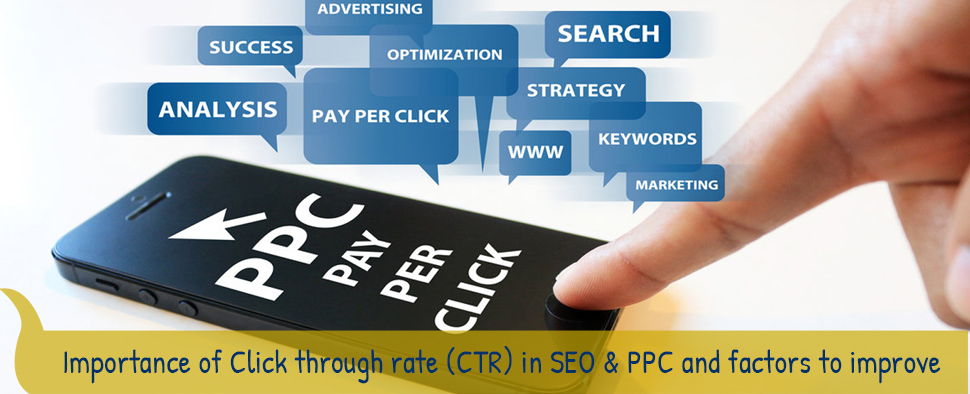 ADVERTISING
SUCCESS
OPTIMIZATION
SEARCH
ANALYSIS
PAY PER CLICK
STRATEGY
WWW
KEYWORDS
MARKETING
PPC
PAY
PER
CLICK
Importance of Click through rate (CTR) in SEO & PPC and factors to improve